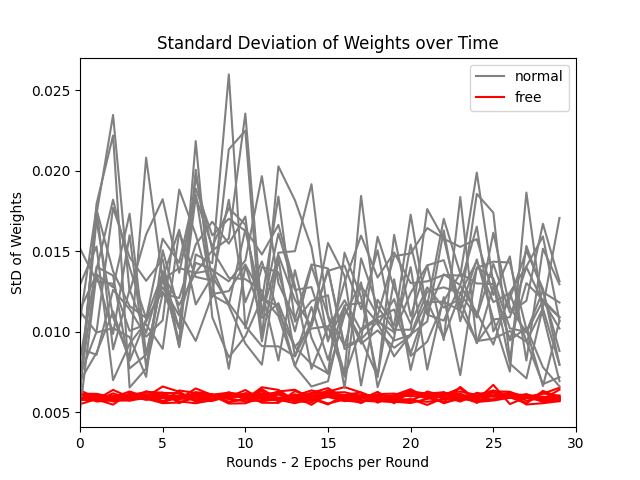 Standard Deviation of Weights over Time
normal
free
StD of Weights
0.025
0.020
0.015
0.010
0.005
0
5
10
15
20
25
30
Rounds - 2 Epochs per Round